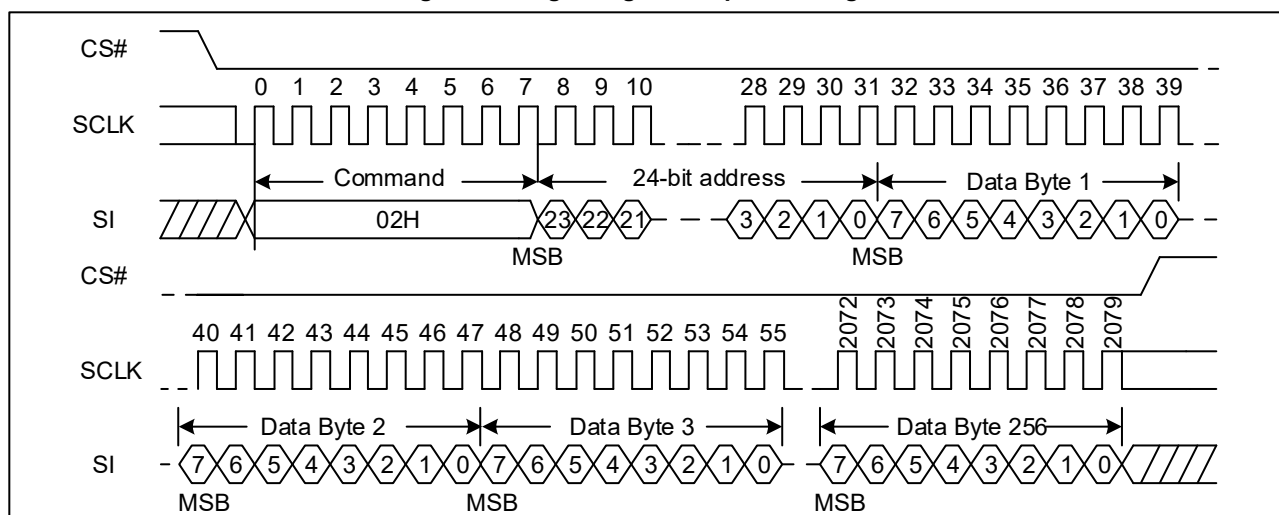 CS#
0 1 2 3 4 5 6 7 8 9 10 28 29 30 31 32 33 34 35 36 37 38 39
SCLK
Command 24-bit address Data Byte 1
SI 02H 23 22 21 3 2 1 0 7 6 5 4 3 2 1 0
MSB MSB
CS#
40 41 42 43 44 45 46 47 48 49 50 51 52 53 54 55 2072 2073 2074 2075 2076 2077 2078 2079
SCLK
Data Byte 2 Data Byte 3 Data Byte 256
SI 7 6 5 4 3 2 1 0 7 6 5 4 3 2 1 0 7 6 5 4 3 2 1 0
MSB MSB MSB